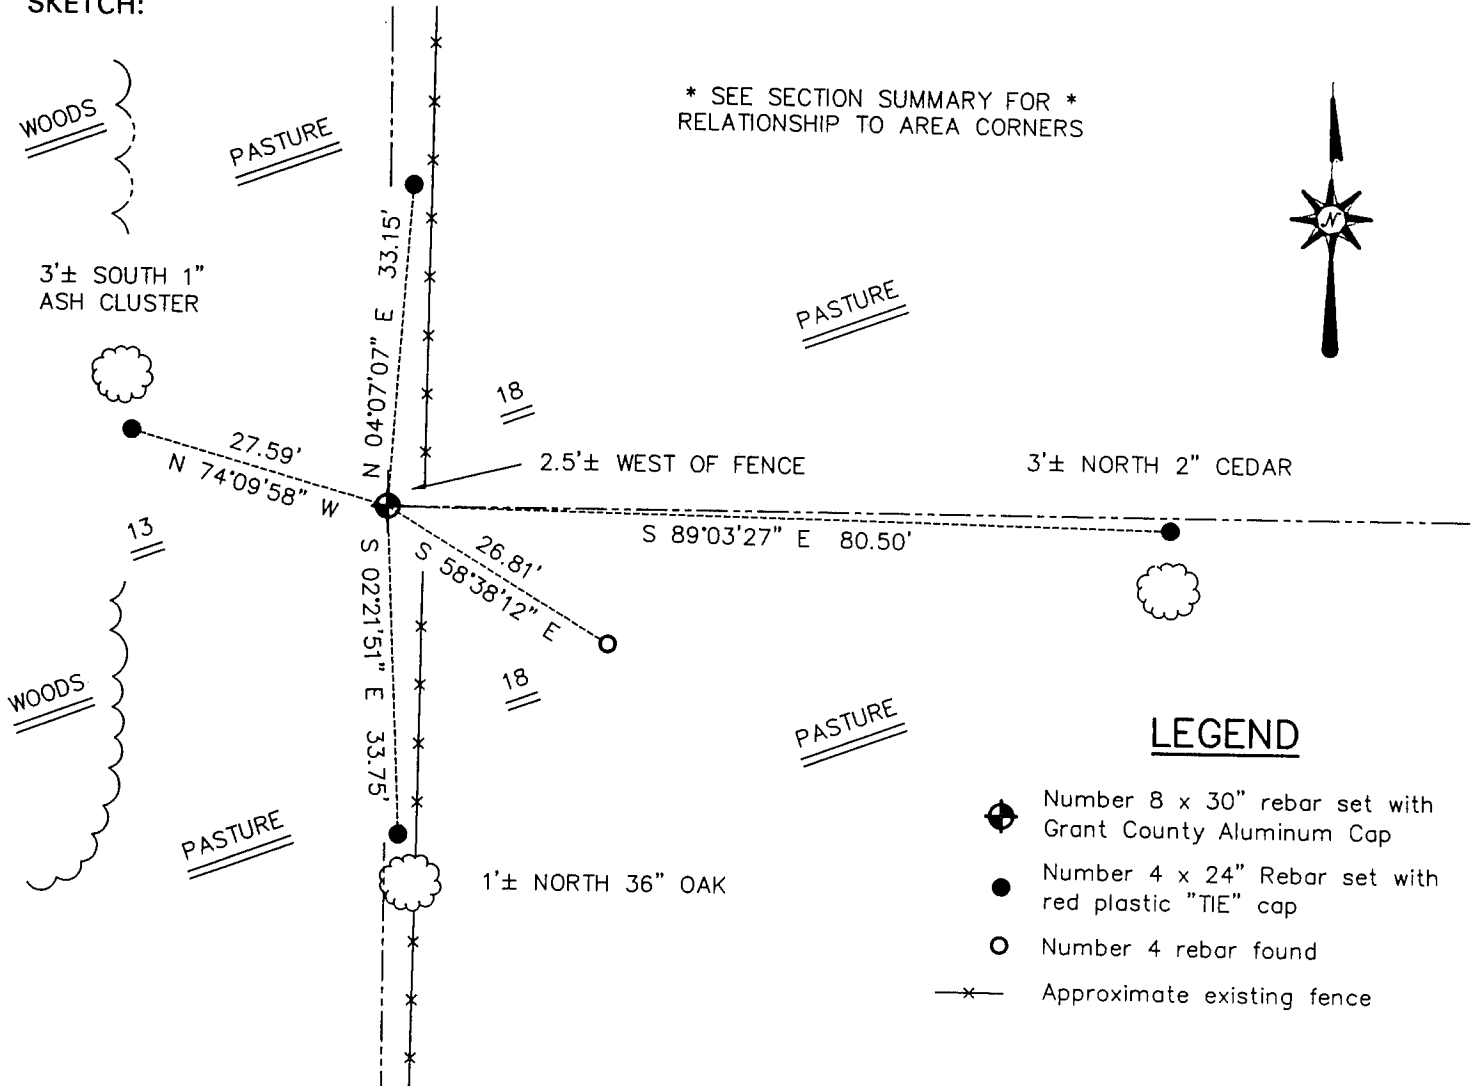 SKETCH:
WOODS
PASTURE
* SEE SECTION SUMMARY FOR *
RELATIONSHIP TO AREA CORNERS
N
3'± SOUTH 1"
ASH CLUSTER
N 04°07'07" E 33.15'
PASTURE
18
27.59'
N 74°09'58" W
2.5'± WEST OF FENCE
3'± NORTH 2" CEDAR
13
S 89°03'27" E 80.50'
26.81'
S 58°38'12" E
S 02°21'51" E 33.75'
WOODS
18
PASTURE
PASTURE
1'± NORTH 36" OAK
LEGEND
Number 8 x 30" rebar set with
Grant County Aluminum Cap
Number 4 x 24" Rebar set with
red plastic "TIE" cap
Number 4 rebar found
Approximate existing fence